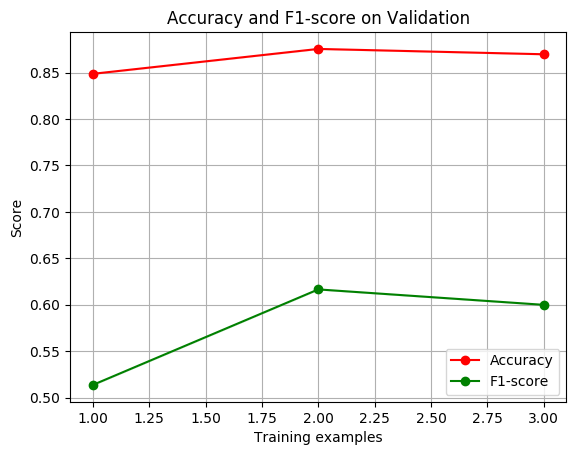 Accuracy and F1-score on Validation
Score
0.85
0.80
0.75
0.70
0.65
0.60
0.55
0.50
Accuracy
F1-score
1.00 1.25 1.50 1.75 2.00 2.25 2.50 2.75 3.00
Training examples